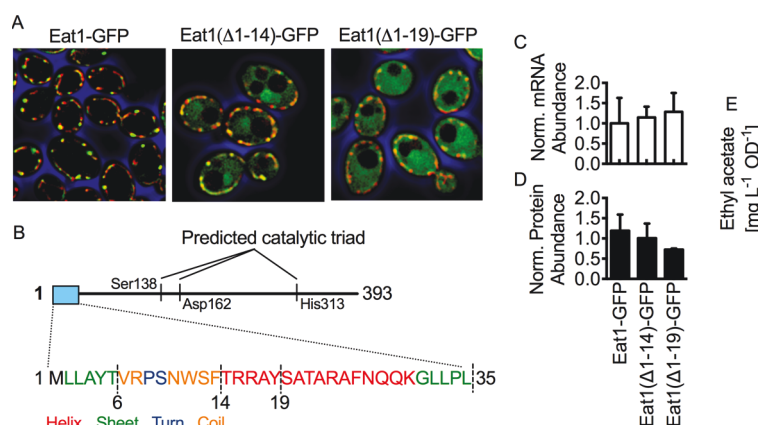 A
Eat1-GFP
Eat1(Δ1-14)-GFP
Eat1(Δ1-19)-GFP
B
Predicted catalytic triad
Ser138
1
393
Asp162
His313
1 MLLAYTVRPSNWSFTRRAYSATARAFNQQKGLLPL 35
6
14
19
Helix Sheet Turn Coil
C
Norm. mRNA
Abundance
2.0
1.5
1.0
0.5
0.0
D
Norm. Protein
Abundance
2.0
1.5
1.0
0.5
0.0
Eat1-GFP
Eat1(Δ1-14)-GFP
Eat1(Δ1-19)-GFP
E
Ethyl acetate
[mg L-1 OD-1]